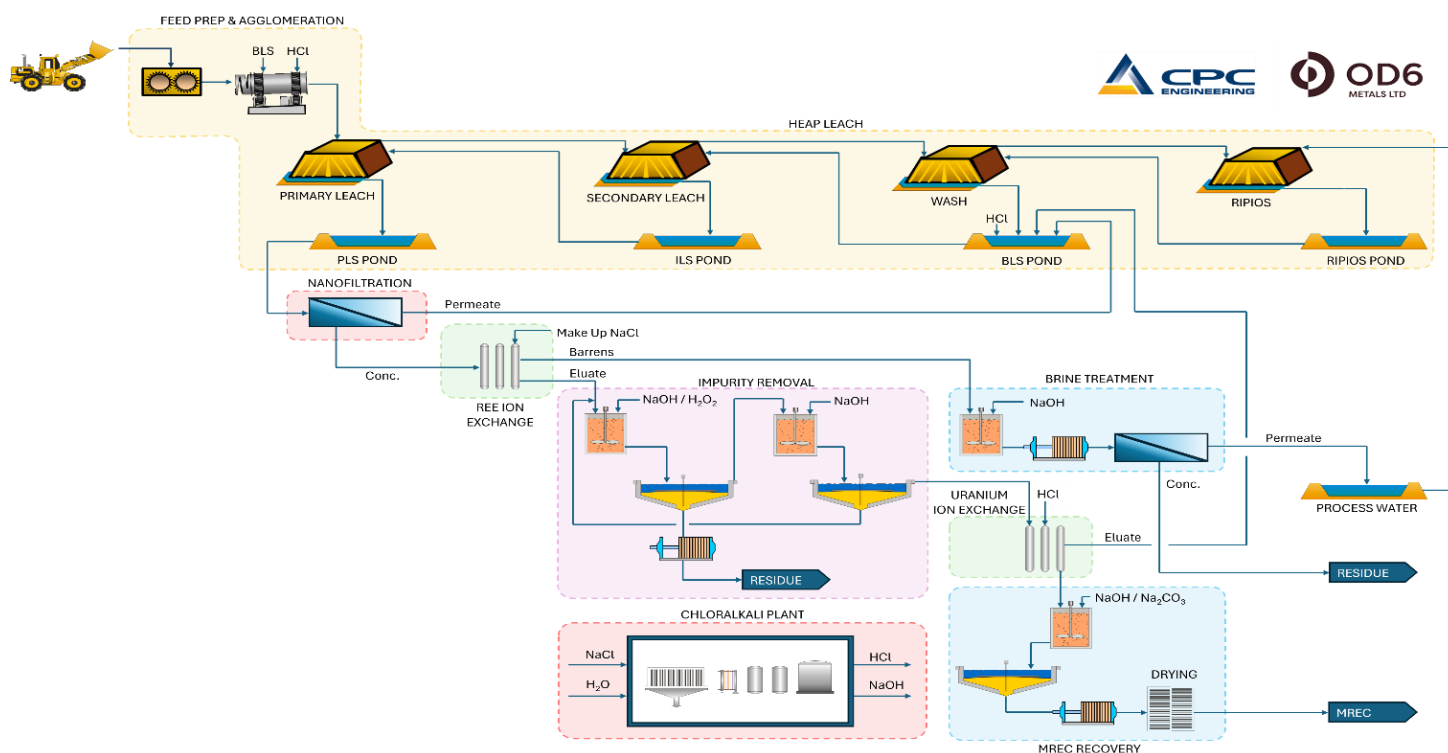 FEED PREP & AGGLOMERATION
BLS
HCl
CPC
ENGINEERING
OD6
METALS LTD
HEAP LEACH
PRIMARY LEACH
SECONDARY LEACH
WASH
RIPIOS
HCl
PLS POND
ILS POND
BLS POND
RIPIOS POND
NANOFILTRATION
Permeate
Make Up NaCl
Barrens
Conc.
Eluate
REE ION
EXCHANGE
IMPURITY REMOVAL
NaOH / H₂O₂
NaOH
RESIDUE
BRINE TREATMENT
NaOH
Permeate
Conc.
PROCESS WATER
URANIUM
ION EXCHANGE
HCl
Eluate
RESIDUE
CHLORALKALI PLANT
NaCl
H₂O
HCl
NaOH
NaOH / Na₂CO₃
DRYING
MREC
MREC RECOVERY